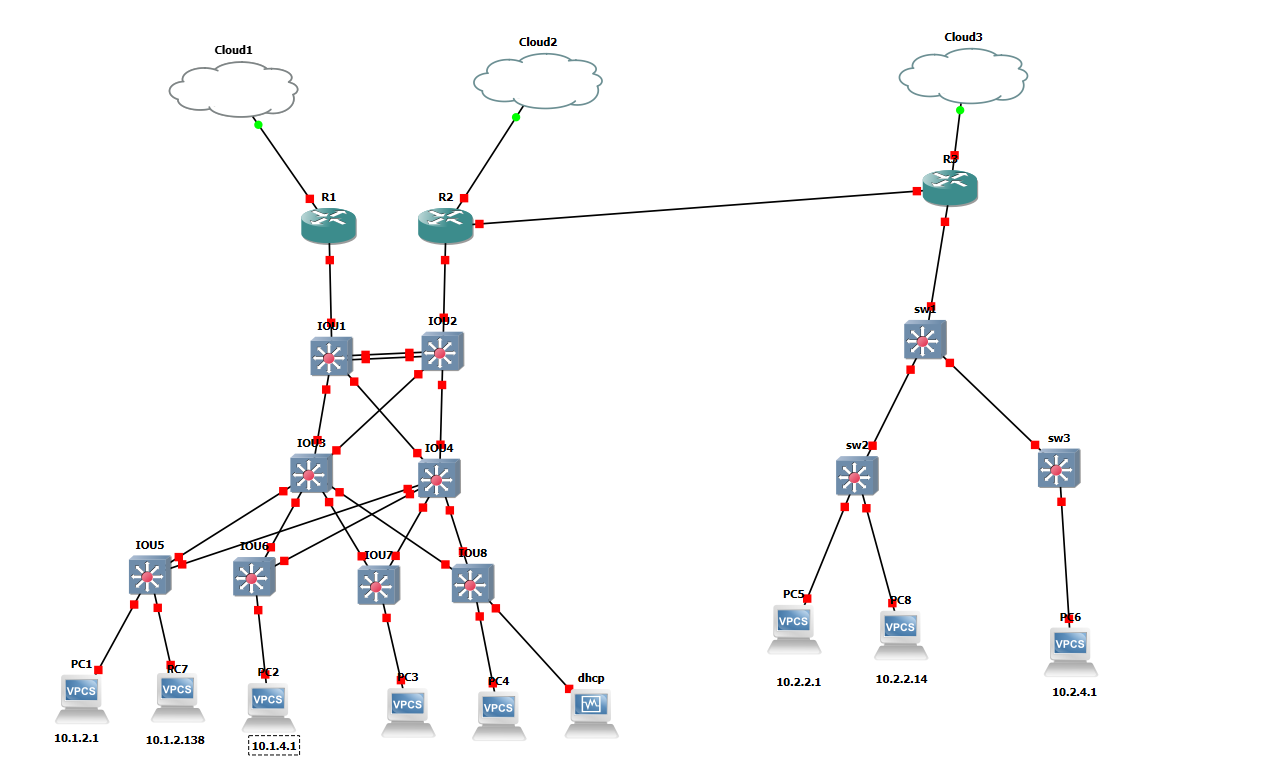 Cloud1
Cloud2
Cloud3
R1
R2
R3
IOU1
IOU2
sw1
IOU3
IOU4
sw2
sw3
IOU5
IOU6
IOU7
IOU8
PC5
VPCS
PC8
VPCS
PC6
VPCS
PC1
VPCS
PC7
VPCS
PC2
VPCS
PC3
VPCS
PC4
VPCS
dhcp
10.2.2.1
10.2.2.14
10.2.4.1
10.1.2.1
10.1.2.138
10.1.4.1